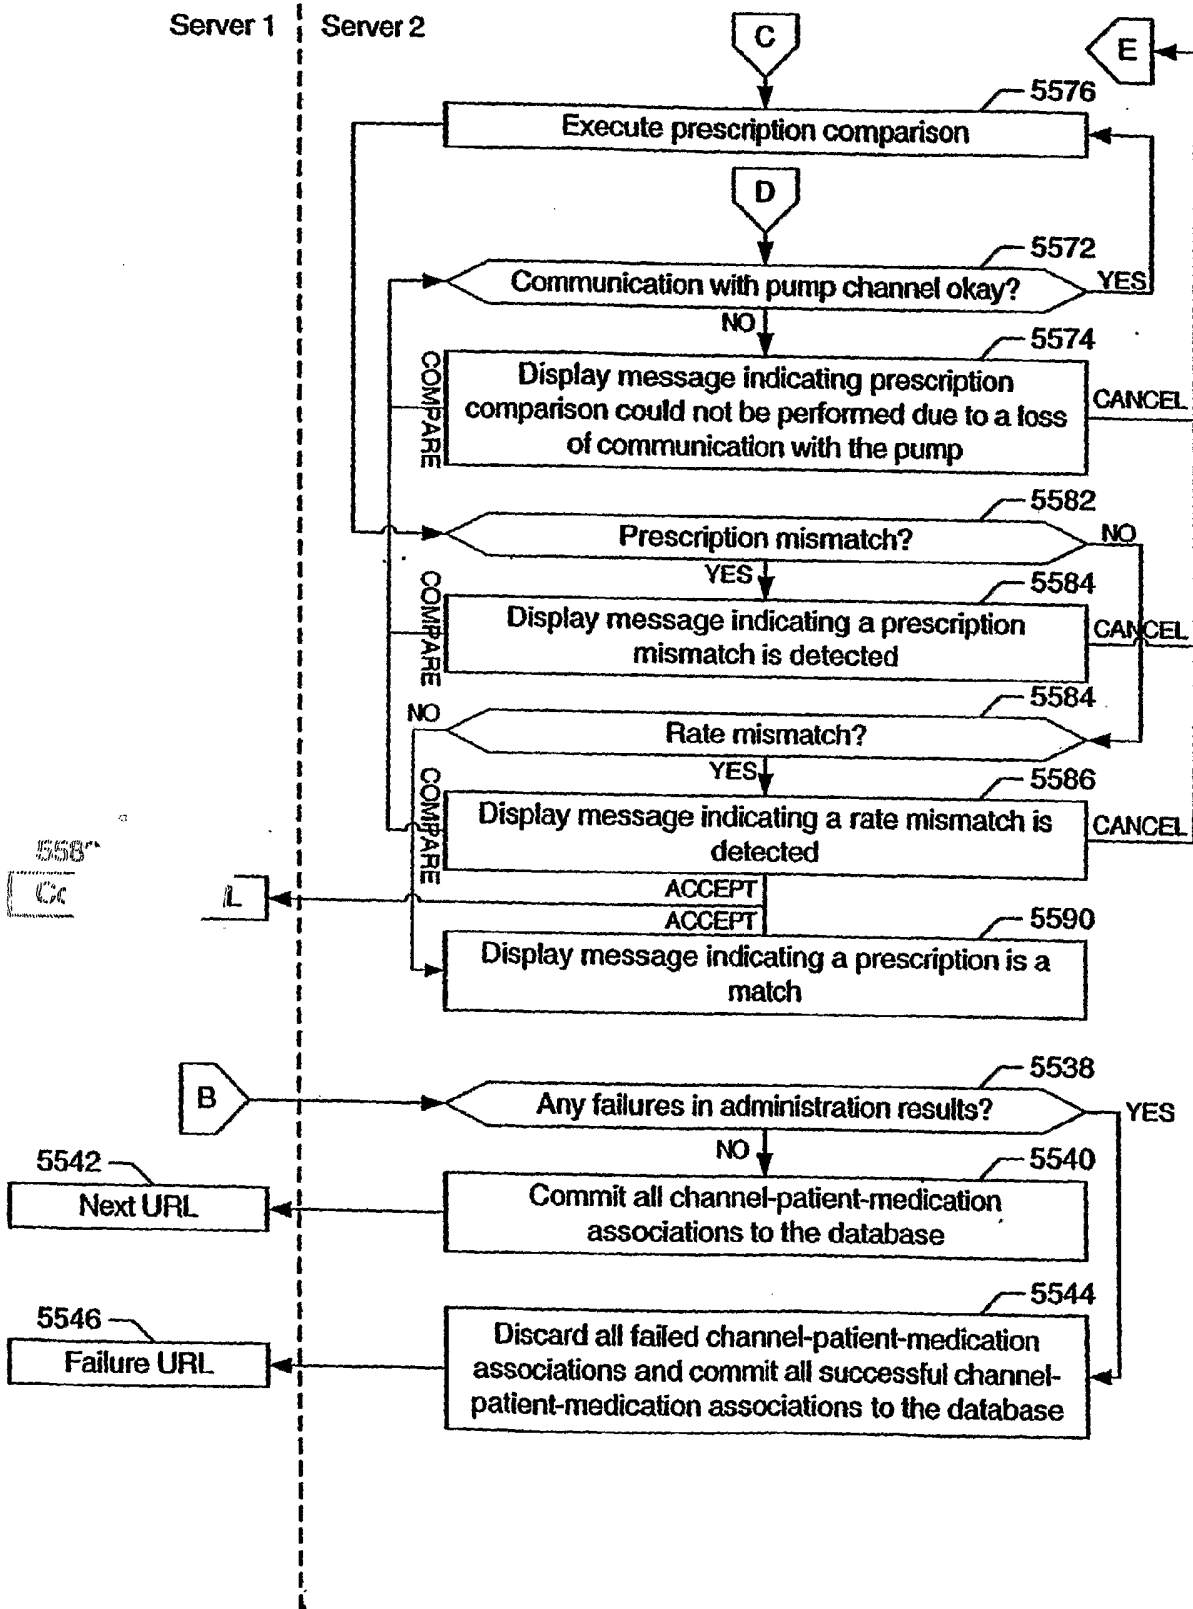 Server 1
Server 2
C
E
5576
Execute prescription comparison
D
5572
Communication with pump channel okay?
YES
NO
5574
Display message indicating prescription
comparison could not be performed due to a loss
of communication with the pump
COMPARE
CANCEL
5582
Prescription mismatch?
NO
YES
5584
Display message indicating a prescription
mismatch is detected
COMPARE
CANCEL
5584
NO
Rate mismatch?
YES
5586
Display message indicating a rate mismatch is
detected
COMPARE
CANCEL
ACCEPT
ACCEPT
5590
Display message indicating a prescription is a
match
B
5538
Any failures in administration results?
YES
NO
5542
Next URL
5540
Commit all channel-patient-medication
associations to the database
5546
Failure URL
5544
Discard all failed channel-patient-medication
associations and commit all successful channel-
patient-medication associations to the database